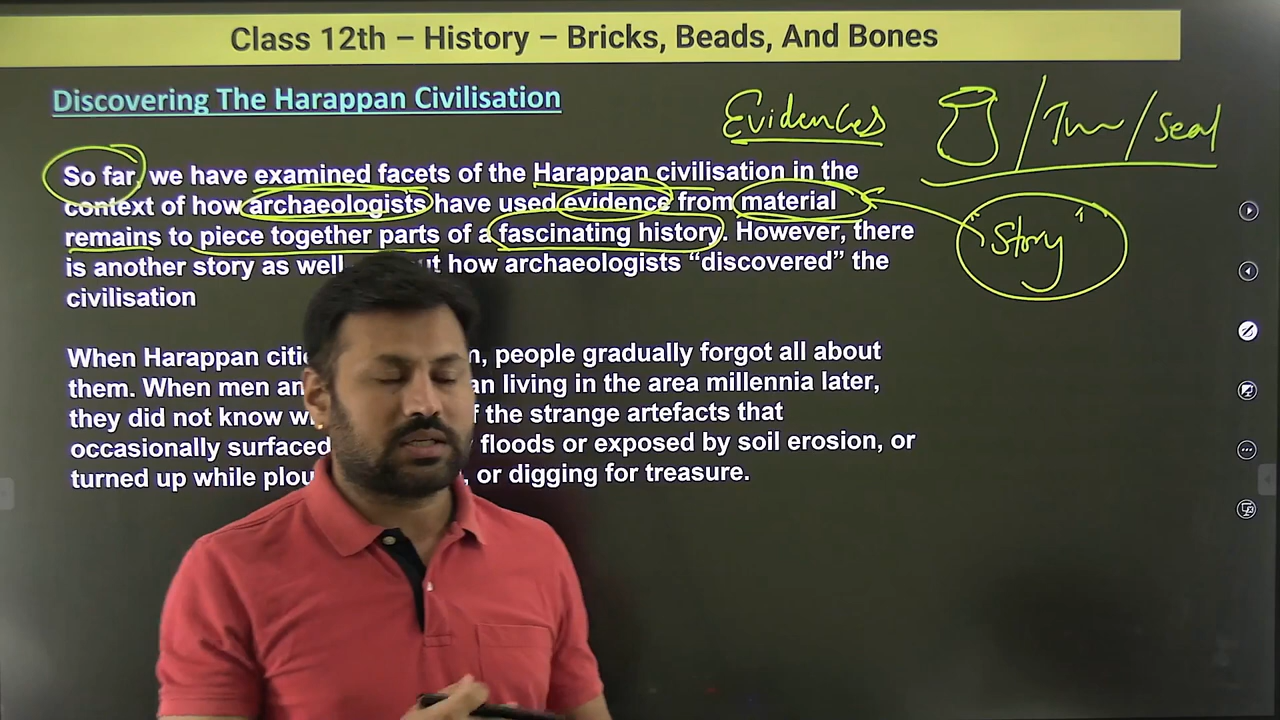 Class 12th – History – Bricks, Beads, And Bones
Discovering The Harappan Civilisation
Evidences
/ / seal
So far, we have examined facets of the Harappan civilisation in the
context of how archaeologists have used evidence from material
remains to piece together parts of a fascinating history. However, there
"Story"
is another story as well how archaeologists “discovered” the
civilisation
When Harappan people gradually forgot all about
them. When men living in the area millennia later,
they did not know the strange artefacts that
occasionally surfaced floods or exposed by soil erosion, or
turned up while , or digging for treasure.